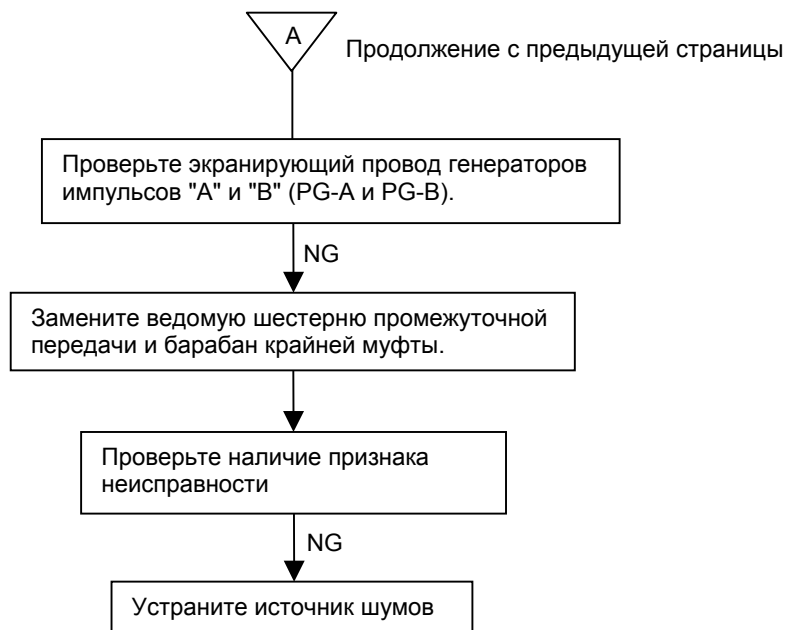 A
Продолжение с предыдущей страницы
Проверьте экранирующий провод генераторов
импульсов "A" и "B" (PG-A и PG-B).
NG
Замените ведомую шестерню промежуточной
передачи и барабан крайней муфты.
Проверьте наличие признака
неисправности
NG
Устраните источник шумов